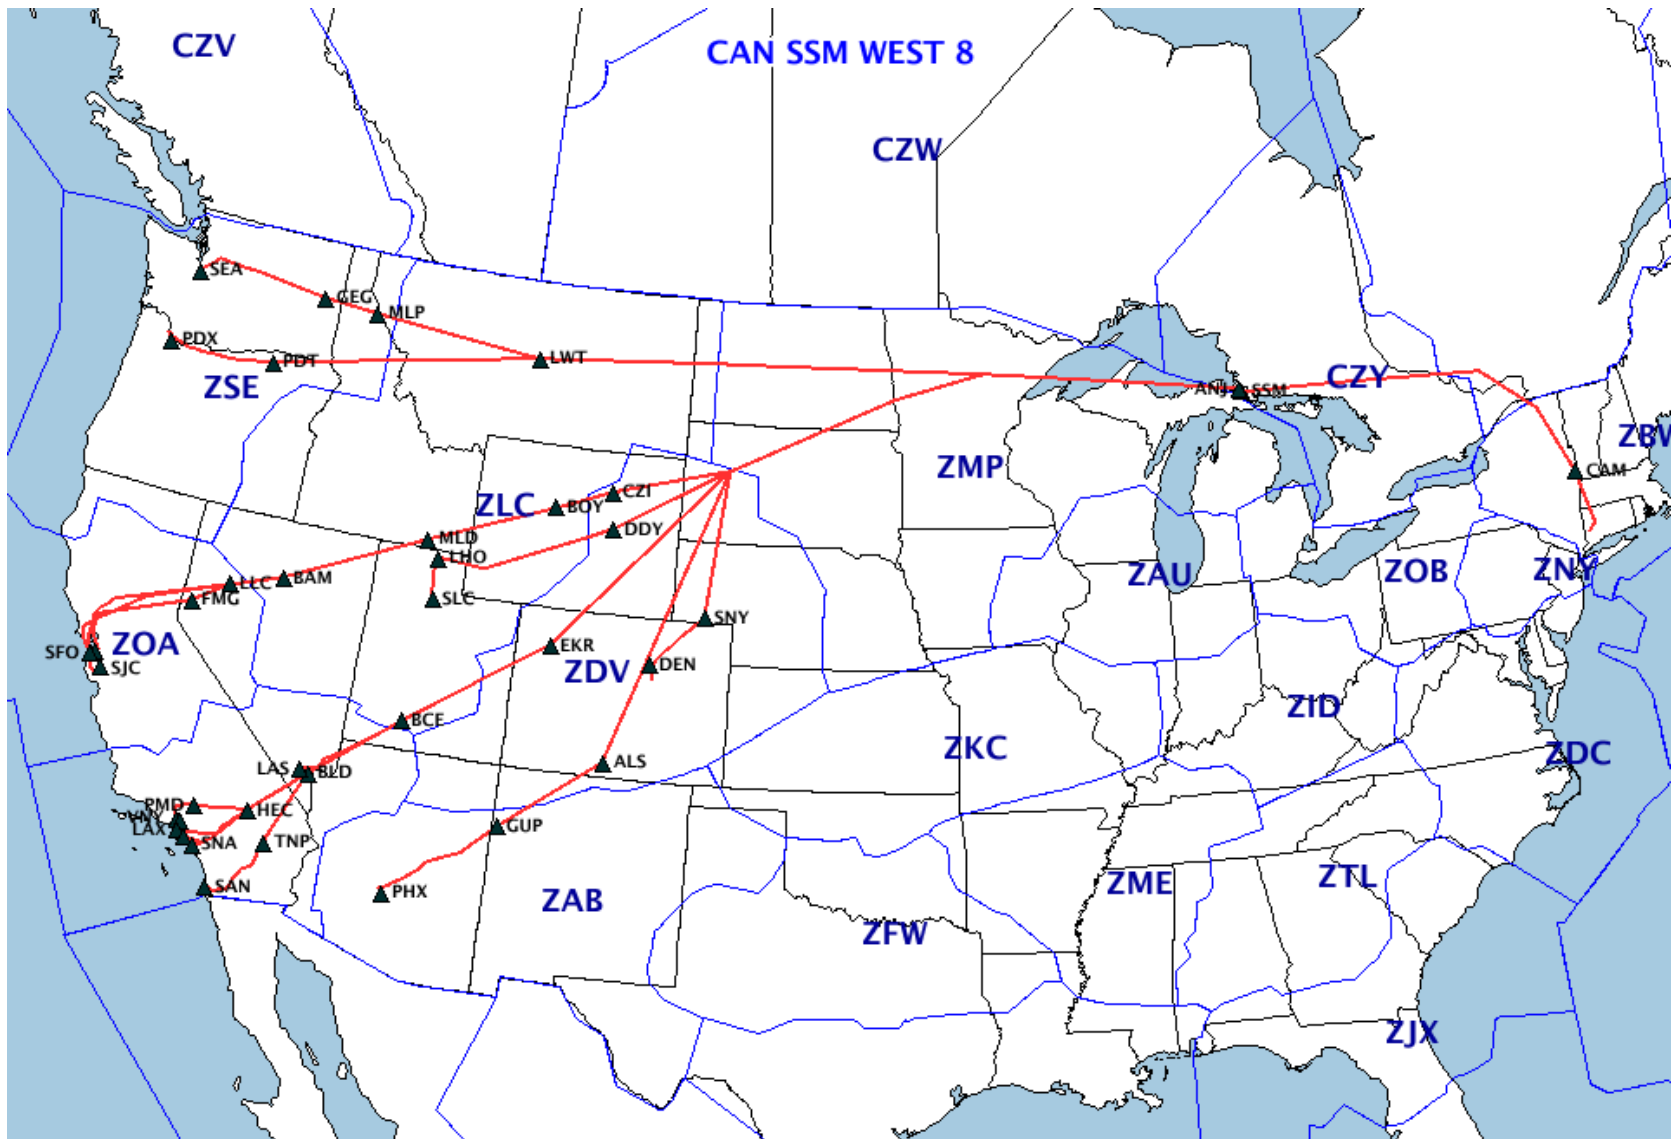 CZV
CAN SSM WEST 8
CZW
SEA
GEG
MLP
PDX
PDT
LWT
ZSE
ANJ
SSM
CZY
ZBW
ZMP
CAM
CZI
ZLC
BOY
DDY
MLD
LHO
ZAU
ZOB
ZNY
LLC
BAM
FMG
SLC
SNY
SFO
ZOA
SJC
EKR
ZDV
DEN
ZID
BCE
ZKC
ZDC
LAS
BLD
ALS
PMD
HEC
VNY
LAX
SNA
TNP
GUP
SAN
PHX
ZAB
ZME
ZTL
ZFW
ZJX